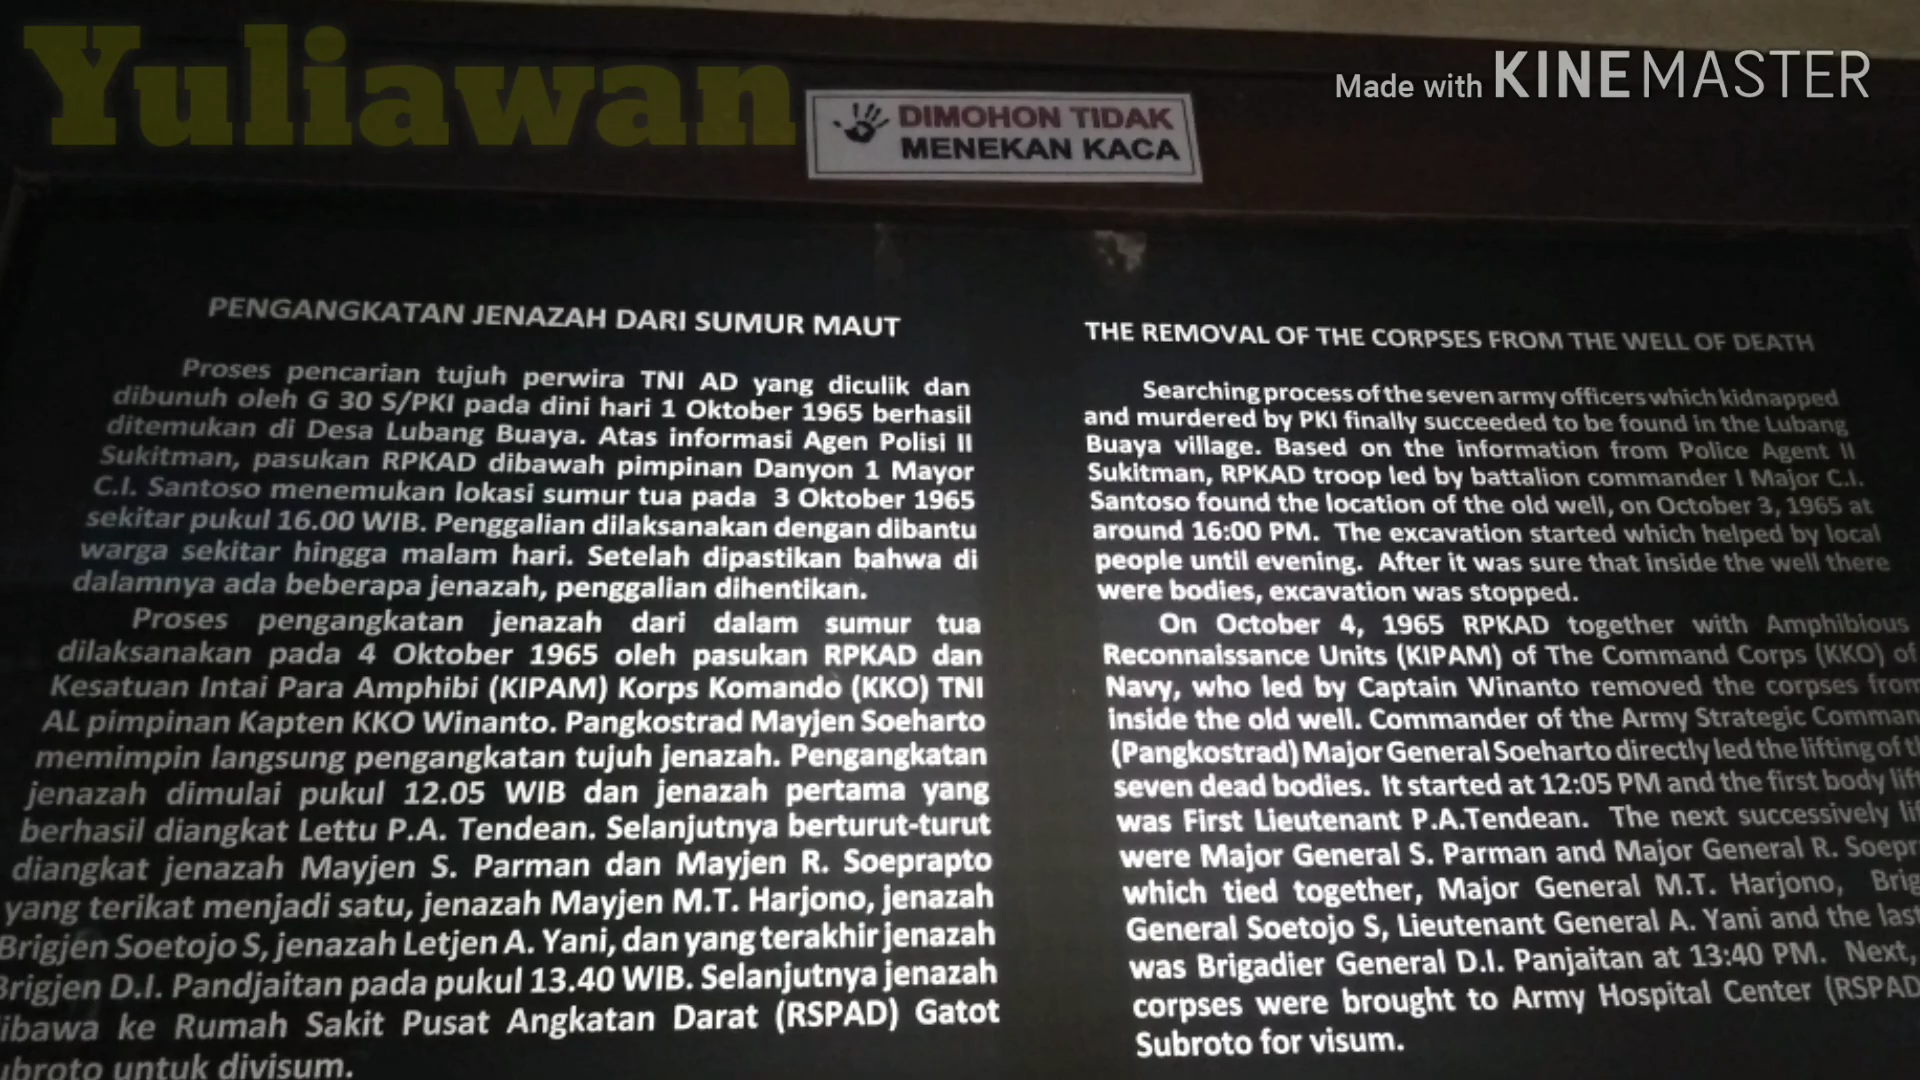 Yuliawan
Made with KINEMASTER
DIMOHON TIDAK
MENEKAN KACA
PENGANGKATAN JENAZAH DARI SUMUR MAUT
Proses pencarian tujuh perwira TNI AD yang diculik dan
dibunuh oleh G 30 S/PKI pada dini hari 1 Oktober 1965 berhasil
ditemukan di Desa Lubang Buaya. Atas informasi Agen Polisi II
Sukitman, pasukan RPKAD dibawah pimpinan Danyon 1 Mayor
C.I. Santoso menemukan lokasi sumur tua pada 3 Oktober 1965
sekitar pukul 16.00 WIB. Penggalian dilaksanakan dengan dibantu
warga sekitar hingga malam hari. Setelah dipastikan bahwa di
dalamnya ada beberapa jenazah, penggalian dihentikan.
Proses pengangkatan jenazah dari dalam sumur tua
dilaksanakan pada 4 Oktober 1965 oleh pasukan RPKAD dan
Kesatuan Intai Para Amphibi (KIPAM) Korps Komando (KKO) TNI
AL pimpinan Kapten KKO Winanto. Pangkostrad Mayjen Soeharto
memimpin langsung pengangkatan tujuh jenazah. Pengangkatan
jenazah dimulai pukul 12.05 WIB dan jenazah pertama yang
berhasil diangkat Lettu P.A. Tendean. Selanjutnya berturut-turut
diangkat jenazah Mayjen S. Parman dan Mayjen R. Soeprapto
yang terikat menjadi satu, jenazah Mayjen M.T. Harjono, jenazah
Brigjen Soetojo S, jenazah Letjen A. Yani, dan yang terakhir jenazah
Brigjen D.I. Pandjaitan pada pukul 13.40 WIB. Selanjutnya jenazah
ibawa ke Rumah Sakit Pusat Angkatan Darat (RSPAD) Gatot
ubroto untuk divisum.
THE REMOVAL OF THE CORPSES FROM THE WELL OF DEATH
Searching process of the seven army officers which kidnapped
and murdered by PKI finally succeeded to be found in the Lubang
Buaya village. Based on the information from Police Agent II
Sukitman, RPKAD troop led by battalion commander I Major C.I.
Santoso found the location of the old well, on October 3, 1965 at
around 16:00 PM. The excavation started which helped by local
people until evening. After it was sure that inside the well there
were bodies, excavation was stopped.
On October 4, 1965 RPKAD together with Amphibious
Reconnaissance Units (KIPAM) of The Command Corps (KKO) of
Navy, who led by Captain Winanto removed the corpses from
inside the old well. Commander of the Army Strategic Comman
(Pangkostrad) Major General Soeharto directly led the lifting of t
seven dead bodies. It started at 12:05 PM and the first body lif
was First Lieutenant P.A.Tendean. The next successively li
were Major General S. Parman and Major General R. Soepr
which tied together, Major General M.T. Harjono, Brig
General Soetojo S, Lieutenant General A. Yani and the last
was Brigadier General D.I. Panjaitan at 13:40 PM. Next,
corpses were brought to Army Hospital Center (RSPAD
Subroto for visum.